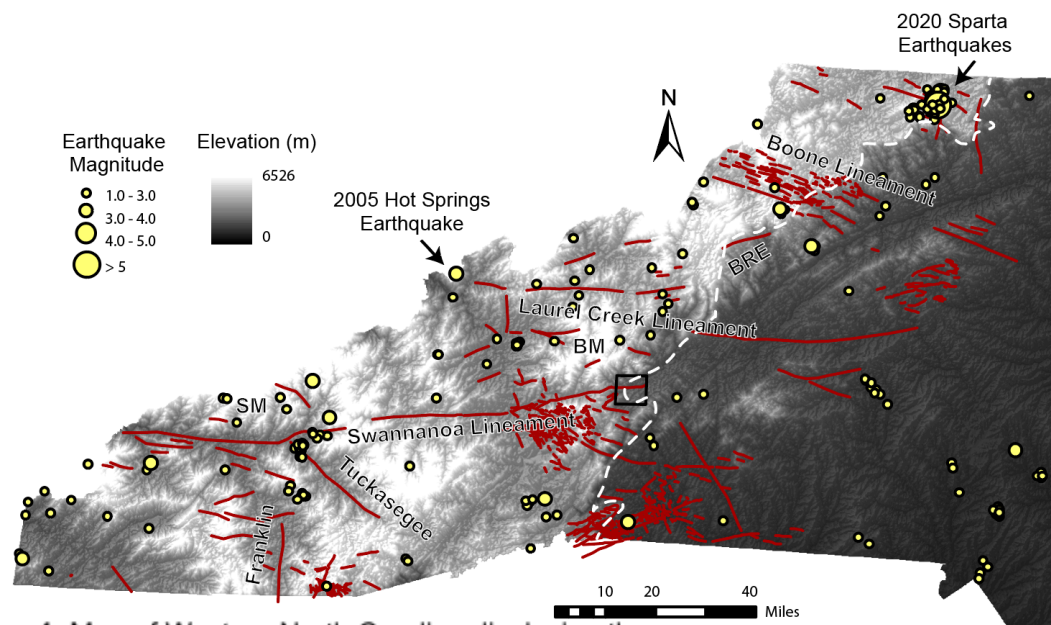 2020 Sparta
Earthquakes
N
Earthquake
Magnitude
1.0 - 3.0
3.0 - 4.0
4.0 - 5.0
> 5
Elevation (m)
6526
0
2005 Hot Springs
Earthquake
Boone Lineament
BRE
Laurel Creek Lineament
BM
SM
Swannanoa Lineament
Tuckasegee
Franklin
10
20
40
Miles